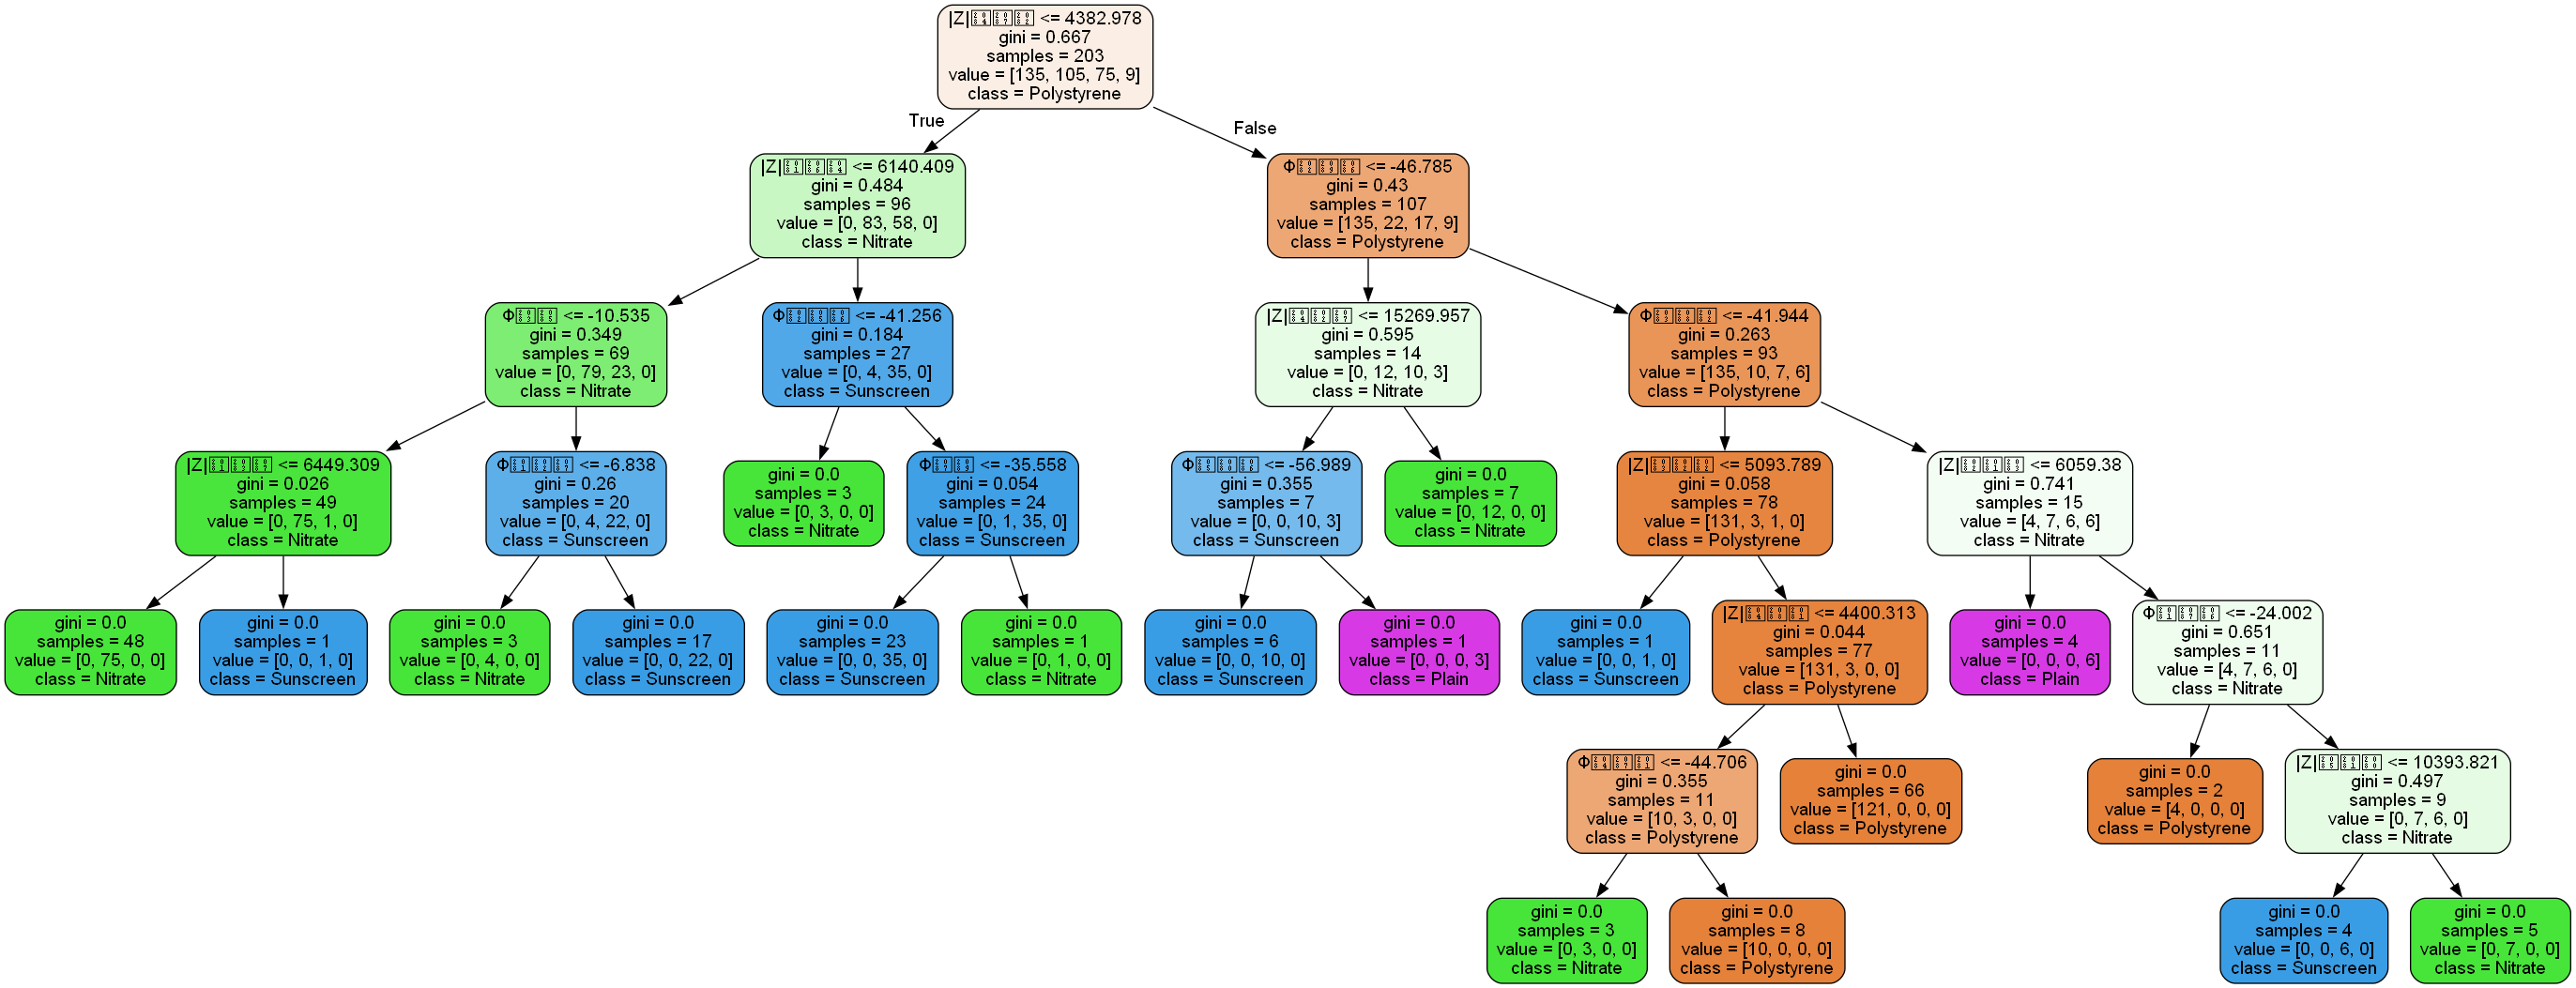 |Z| <= 4382.978
gini = 0.667
samples = 203
value = [135, 105, 75, 9]
class = Polystyrene
True
False
|Z| <= 6140.409
gini = 0.484
samples = 96
value = [0, 83, 58, 0]
class = Nitrate
Φ <= -46.785
gini = 0.43
samples = 107
value = [135, 22, 17, 9]
class = Polystyrene
Φ <= -10.535
gini = 0.349
samples = 69
value = [0, 79, 23, 0]
class = Nitrate
Φ <= -41.256
gini = 0.184
samples = 27
value = [0, 4, 35, 0]
class = Sunscreen
|Z| <= 15269.957
gini = 0.595
samples = 14
value = [0, 12, 10, 3]
class = Nitrate
Φ <= -41.944
gini = 0.263
samples = 93
value = [135, 10, 7, 6]
class = Polystyrene
|Z| <= 6449.309
gini = 0.026
samples = 49
value = [0, 75, 1, 0]
class = Nitrate
Φ <= -6.838
gini = 0.26
samples = 20
value = [0, 4, 22, 0]
class = Sunscreen
gini = 0.0
samples = 3
value = [0, 3, 0, 0]
class = Nitrate
Φ <= -35.558
gini = 0.054
samples = 24
value = [0, 1, 35, 0]
class = Sunscreen
Φ <= -56.989
gini = 0.355
samples = 7
value = [0, 0, 10, 3]
class = Sunscreen
gini = 0.0
samples = 7
value = [0, 12, 0, 0]
class = Nitrate
|Z| <= 5093.789
gini = 0.058
samples = 78
value = [131, 3, 1, 0]
class = Polystyrene
|Z| <= 6059.38
gini = 0.741
samples = 15
value = [4, 7, 6, 6]
class = Nitrate
gini = 0.0
samples = 48
value = [0, 75, 0, 0]
class = Nitrate
gini = 0.0
samples = 1
value = [0, 0, 1, 0]
class = Sunscreen
gini = 0.0
samples = 3
value = [0, 4, 0, 0]
class = Nitrate
gini = 0.0
samples = 17
value = [0, 0, 22, 0]
class = Sunscreen
gini = 0.0
samples = 23
value = [0, 0, 35, 0]
class = Sunscreen
gini = 0.0
samples = 1
value = [0, 1, 0, 0]
class = Nitrate
gini = 0.0
samples = 6
value = [0, 0, 10, 0]
class = Sunscreen
gini = 0.0
samples = 1
value = [0, 0, 0, 3]
class = Plain
gini = 0.0
samples = 1
value = [0, 0, 1, 0]
class = Sunscreen
|Z| <= 4400.313
gini = 0.044
samples = 77
value = [131, 3, 0, 0]
class = Polystyrene
gini = 0.0
samples = 4
value = [0, 0, 0, 6]
class = Plain
Φ <= -24.002
gini = 0.651
samples = 11
value = [4, 7, 6, 0]
class = Nitrate
Φ <= -44.706
gini = 0.355
samples = 11
value = [10, 3, 0, 0]
class = Polystyrene
gini = 0.0
samples = 66
value = [121, 0, 0, 0]
class = Polystyrene
gini = 0.0
samples = 2
value = [4, 0, 0, 0]
class = Polystyrene
|Z| <= 10393.821
gini = 0.497
samples = 9
value = [0, 7, 6, 0]
class = Nitrate
gini = 0.0
samples = 3
value = [0, 3, 0, 0]
class = Nitrate
gini = 0.0
samples = 8
value = [10, 0, 0, 0]
class = Polystyrene
gini = 0.0
samples = 4
value = [0, 0, 6, 0]
class = Sunscreen
gini = 0.0
samples = 5
value = [0, 7, 0, 0]
class = Nitrate